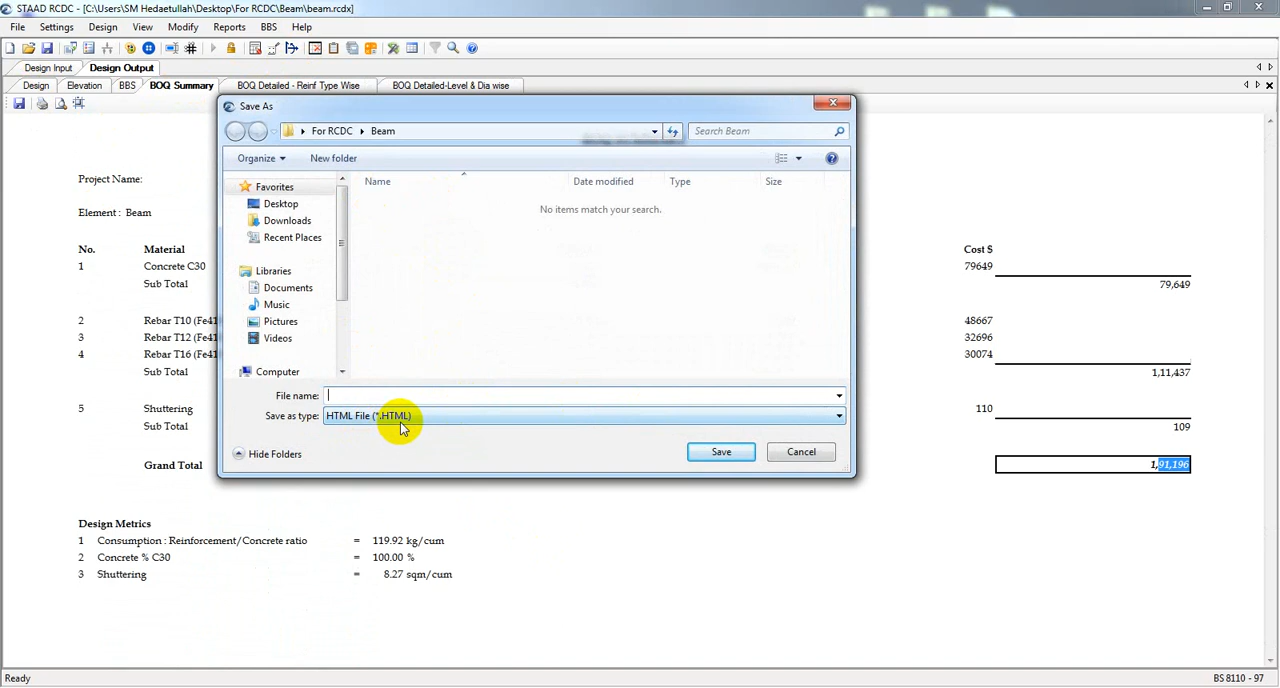 STAAD RCDC - [C:\Users\SM Hedaetullah\Desktop\For RCDC\Beam\beam.rcdx]
File Settings Design View Modify Reports BBS Help
Design Input Design Output
Design Elevation BBS BOQ Summary BOQ Detailed - Reinf Type Wise BOQ Detailed-Level & Dia wise
Save As
For RCDC Beam Search Beam
Organize New folder
Name Date modified Type Size
No items match your search.
Favorites
Desktop
Downloads
Recent Places
Libraries
Documents
Music
Pictures
Videos
Computer
File name:
Save as type: HTML File (*.HTML)
Hide Folders Save Cancel
Project Name:
Element : Beam
No. Material Cost $
1 Concrete C30 79649
Sub Total 79,649
2 Rebar T10 (Fe41 48667
3 Rebar T12 (Fe41 32696
4 Rebar T16 (Fe41 30074
Sub Total 1,11,437
5 Shuttering 110
Sub Total 109
Grand Total 1,91,196
Design Metrics
1 Consumption : Reinforcement/Concrete ratio = 119.92 kg/cum
2 Concrete % C30 = 100.00 %
3 Shuttering = 8.27 sqm/cum
Ready BS 8110 - 97